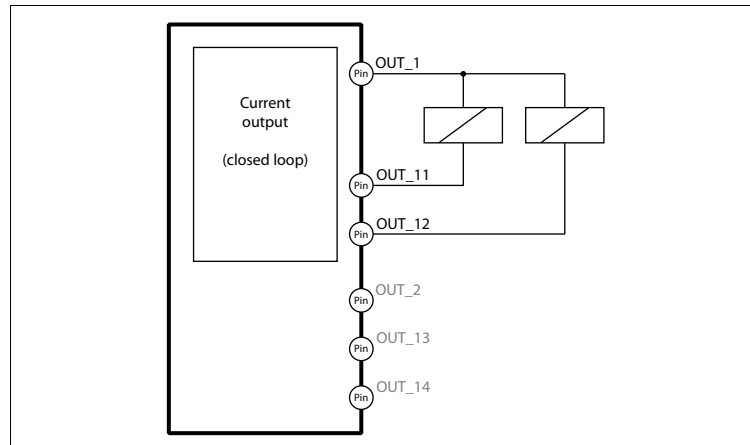 Pin OUT_1
Current
output
(closed loop)
Pin OUT_11
Pin OUT_12
Pin OUT_2
Pin OUT_13
Pin OUT_14